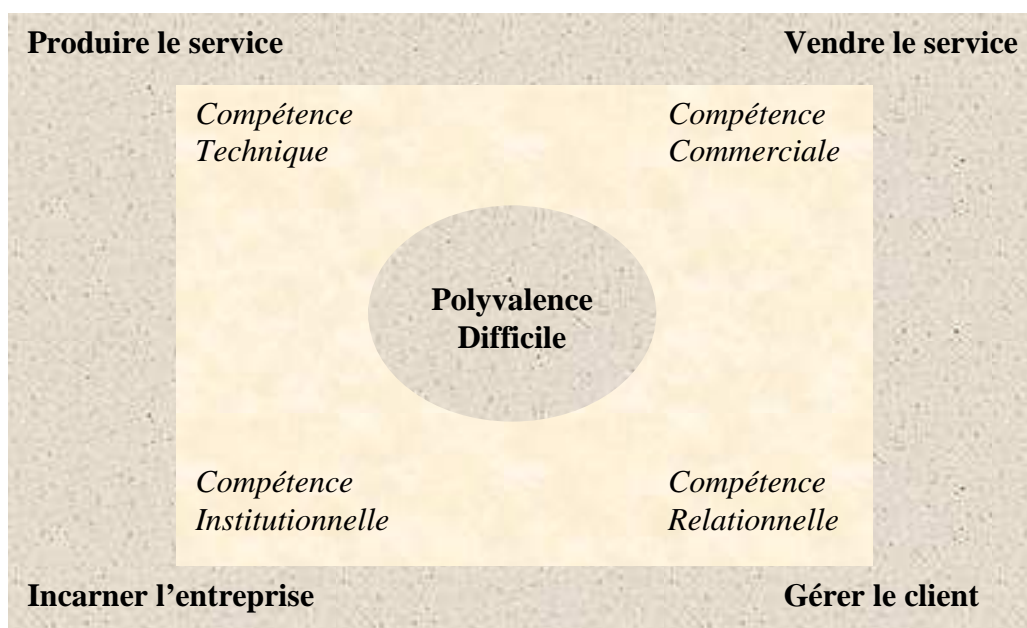 Produire le service
Vendre le service
Compétence
Technique
Compétence
Commerciale
Polyvalence
Difficile
Compétence
Institutionnelle
Compétence
Relationnelle
Incarner l’entreprise
Gérer le client